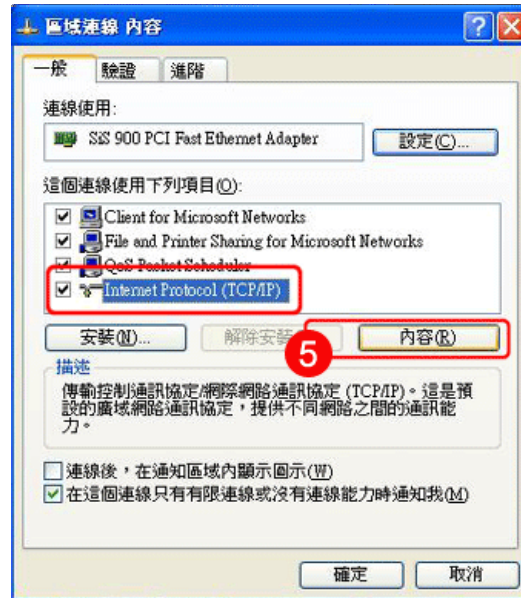 區域連線 內容
一般 驗證 進階
連線使用:
SiS 900 PCI Fast Ethernet Adapter 設定(C)...
這個連線使用下列項目(O):
Client for Microsoft Networks
File and Printer Sharing for Microsoft Networks
QoS Packet Scheduler
Internet Protocol (TCP/IP)
安裝(N)... 解除安裝 5 內容(R)
描述
傳輸控制通訊協定/網際網路通訊協定 (TCP/IP)。這是預
設的廣域網路通訊協定，提供不同網路之間的通訊能
力。
連線後，在通知區域內顯示圖示(W)
在這個連線只有有限連線或沒有連線能力時通知我(M)
確定 取消